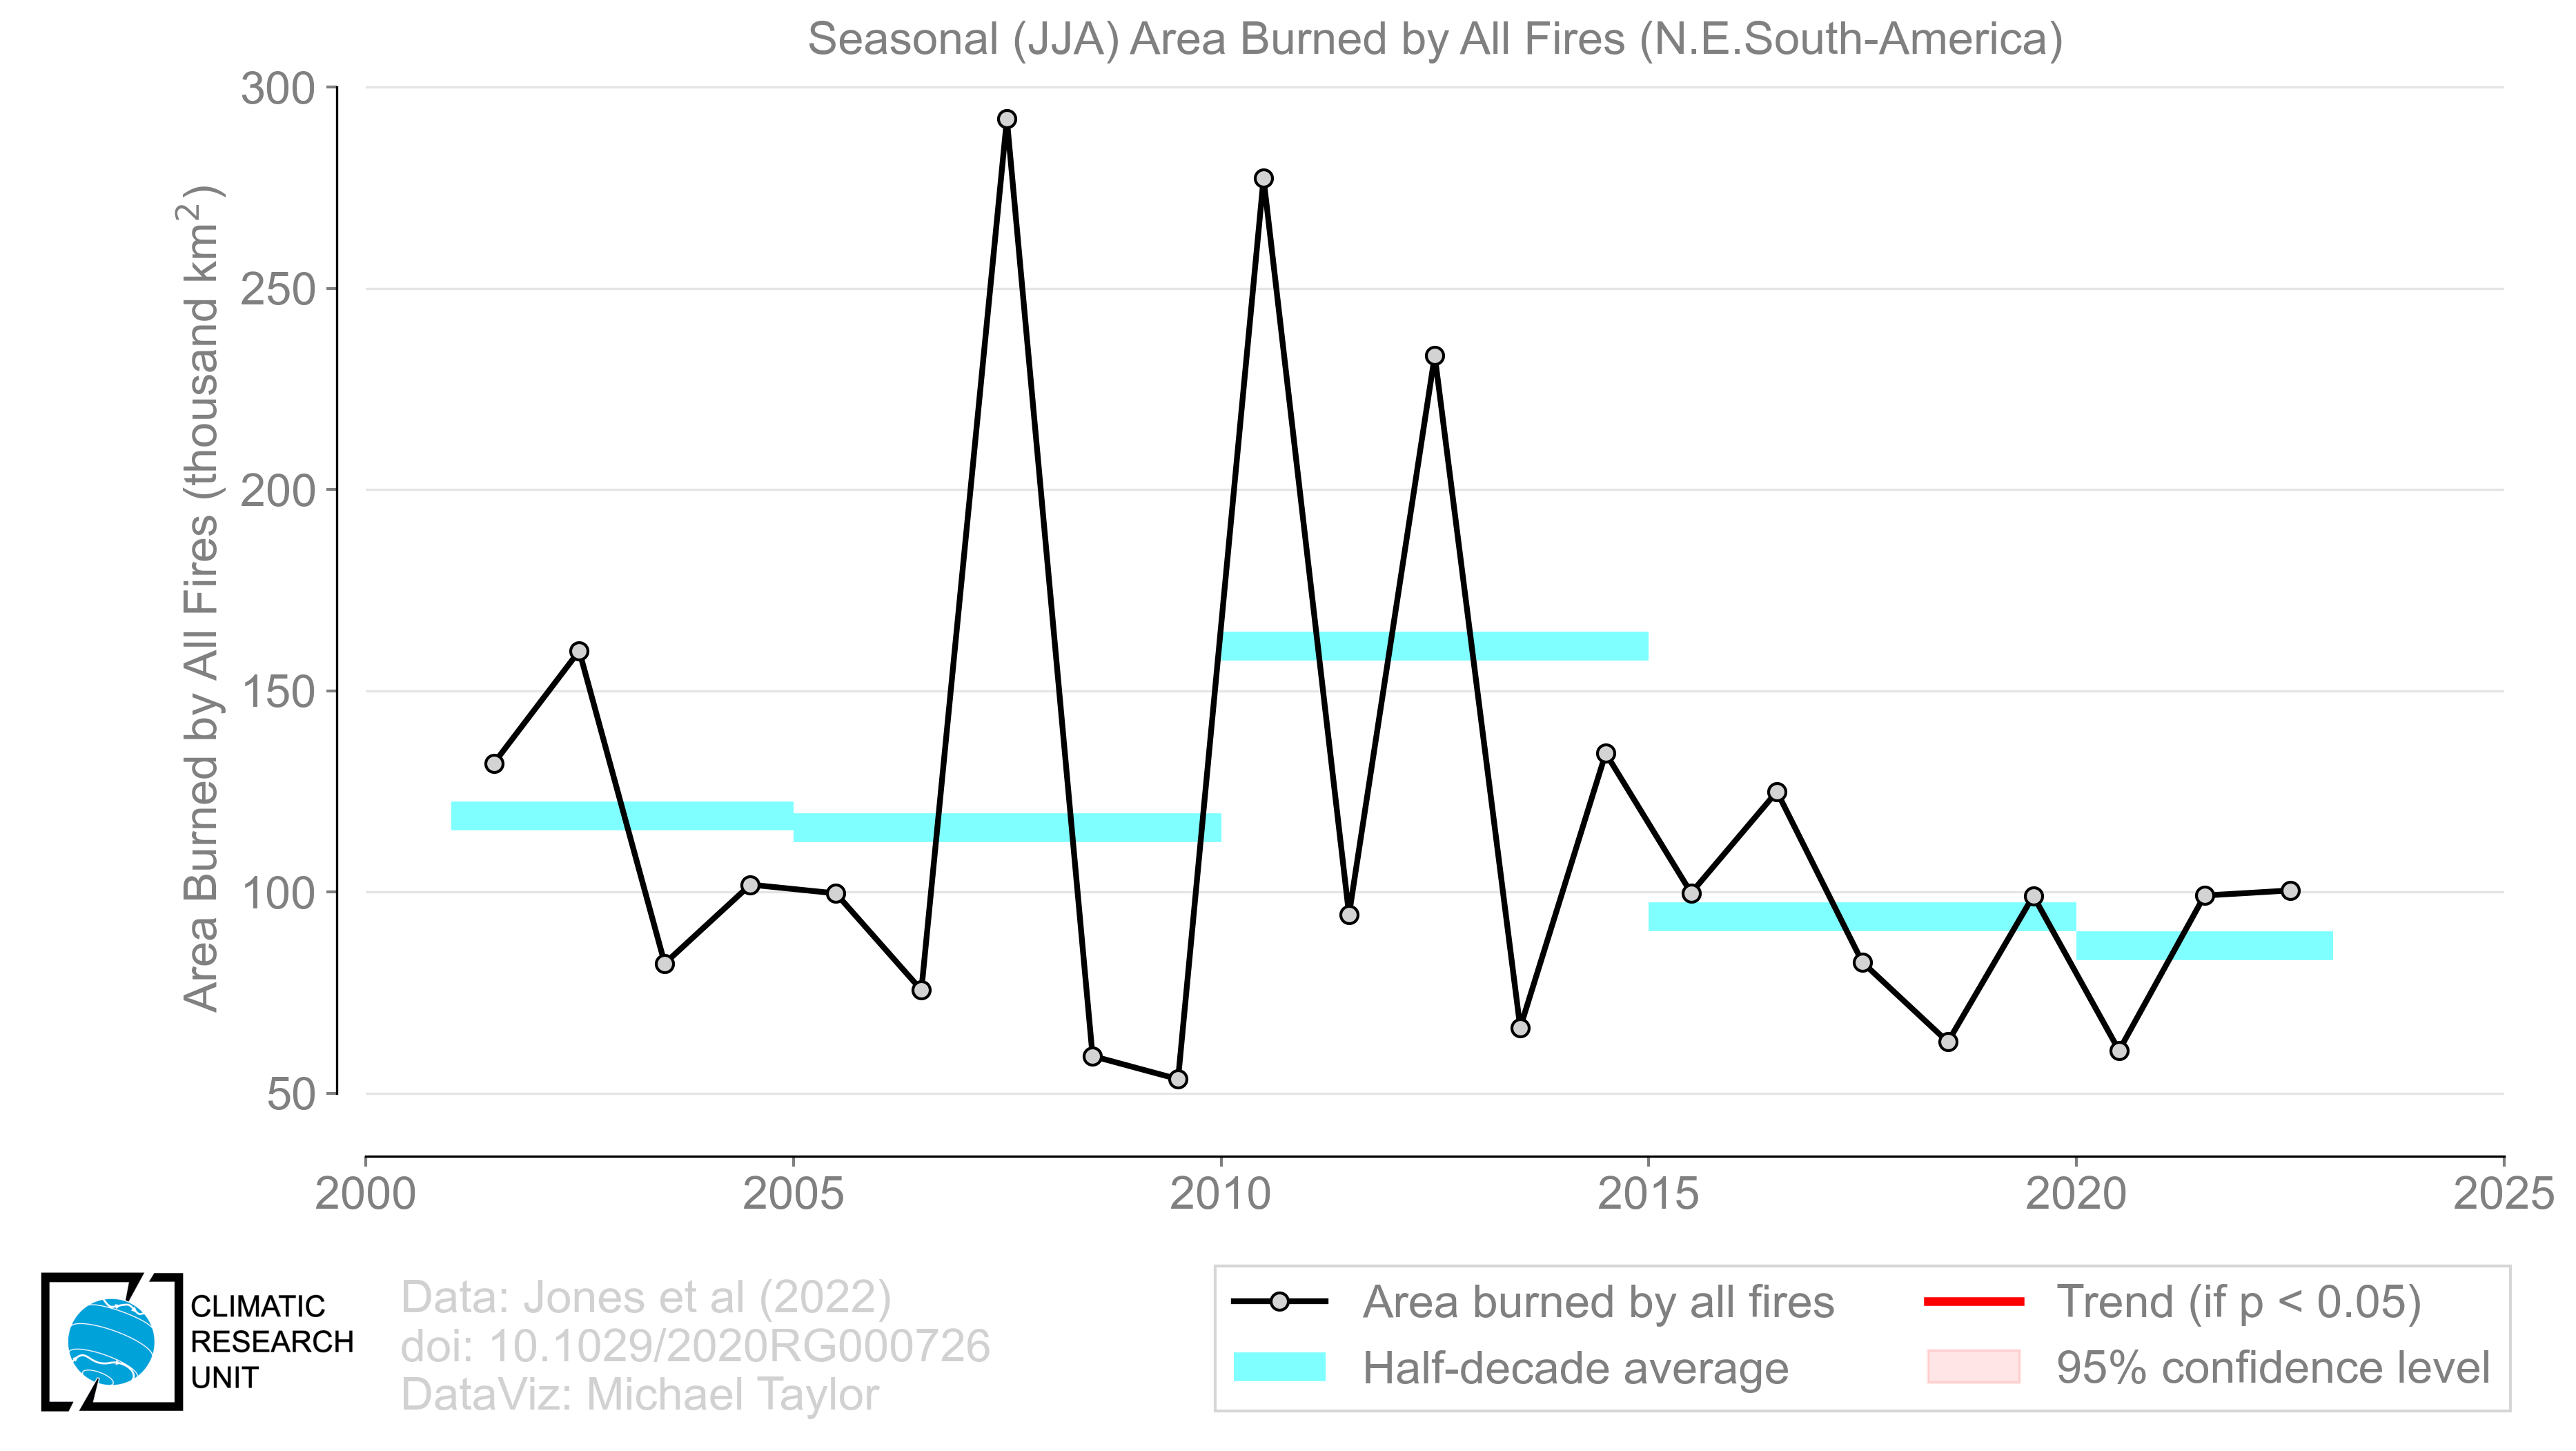 Seasonal (JJA) Area Burned by All Fires (N.E.South-America)
Area Burned by All Fires (thousand km²)
300
250
200
150
100
50
2000
2005
2010
2015
2020
2025
CLIMATIC
RESEARCH
UNIT
Data: Jones et al (2022)
doi: 10.1029/2020RG000726
DataViz: Michael Taylor
Area burned by all fires
Half-decade average
Trend (if p < 0.05)
95% confidence level